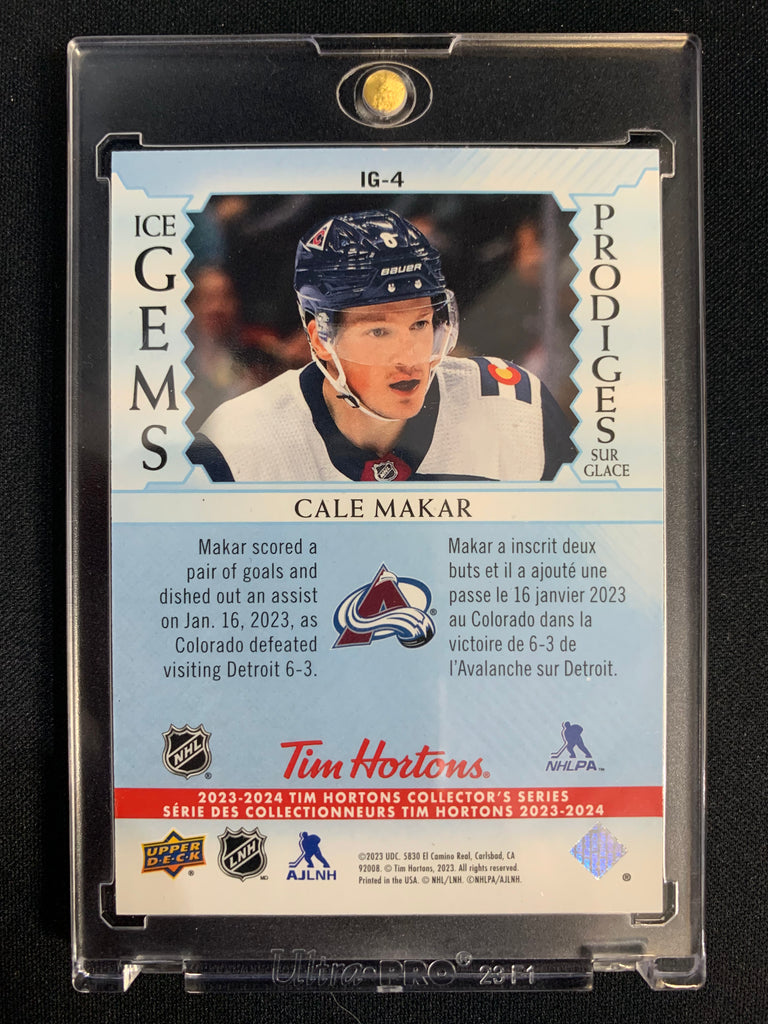 IG-4
ICE
GEMS
PRODIGES
SUR
GLACE
8
BAUER
NHL
CALE MAKAR
Makar scored a
pair of goals and
dished out an assist
on Jan. 16, 2023, as
Colorado defeated
visiting Detroit 6-3.
Makar a inscrit deux
buts et il a ajouté une
passe le 16 janvier 2023
au Colorado dans la
victoire de 6-3 de
l'Avalanche sur Detroit.
NHL
Tim Hortons®
NHLPA™
2023-2024 TIM HORTONS COLLECTOR'S SERIES
SÉRIE DES COLLECTIONNEURS TIM HORTONS 2023-2024
UPPER
DECK
LNH
AJLNH
©2023 UDC. 5830 El Camino Real, Carlsbad, CA
92008. © Tim Hortons, 2023. All rights reserved.
Printed in the USA. © NHL/LNH. ©NHLPA/AJLNH.
Ultra·PRO® 23F1